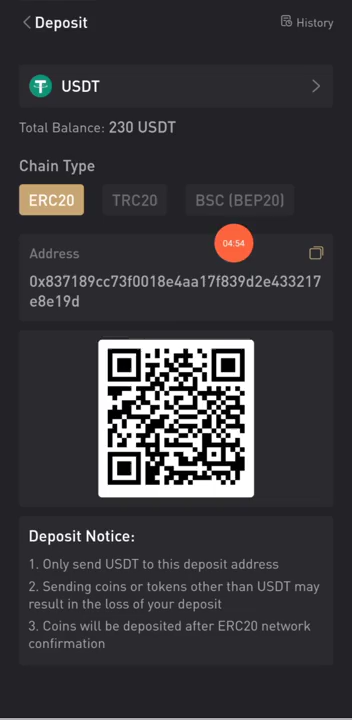 Deposit
History
USDT
Total Balance: 230 USDT
Chain Type
ERC20 TRC20 BSC (BEP20)
04:54
Address
0x837189cc73f0018e4aa17f839d2e433217
e8e19d
Deposit Notice:
1. Only send USDT to this deposit address
2. Sending coins or tokens other than USDT may
result in the loss of your deposit
3. Coins will be deposited after ERC20 network
confirmation